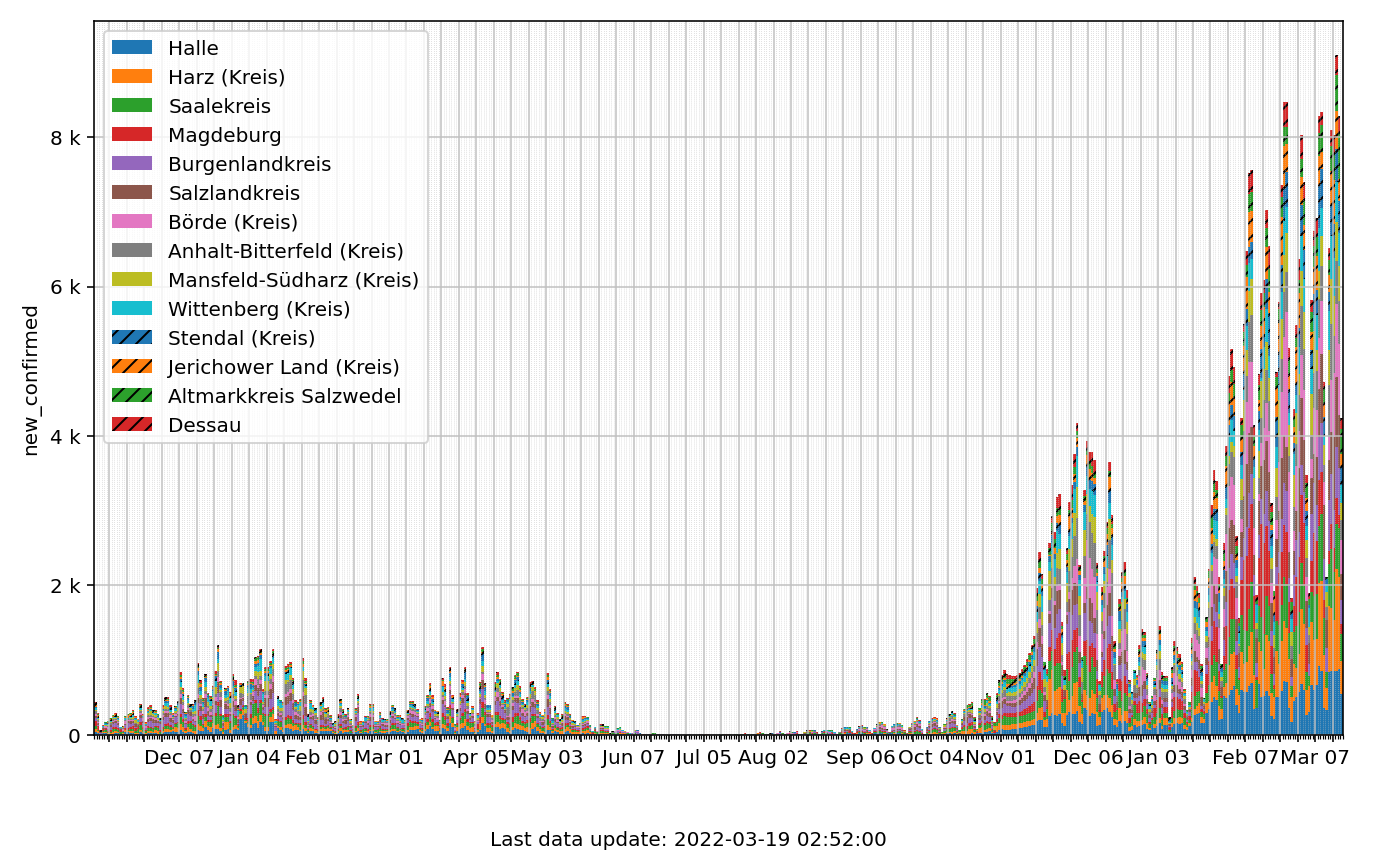 Halle
Harz (Kreis)
Saalekreis
Magdeburg
Burgenlandkreis
Salzlandkreis
Börde (Kreis)
Anhalt-Bitterfeld (Kreis)
Mansfeld-Südharz (Kreis)
Wittenberg (Kreis)
Stendal (Kreis)
Jerichower Land (Kreis)
Altmarkkreis Salzwedel
Dessau
8 k
6 k
4 k
2 k
0
new_confirmed
Dec 07 Jan 04 Feb 01 Mar 01 Apr 05 May 03 Jun 07 Jul 05 Aug 02 Sep 06 Oct 04 Nov 01 Dec 06 Jan 03 Feb 07 Mar 07
Last data update: 2022-03-19 02:52:00